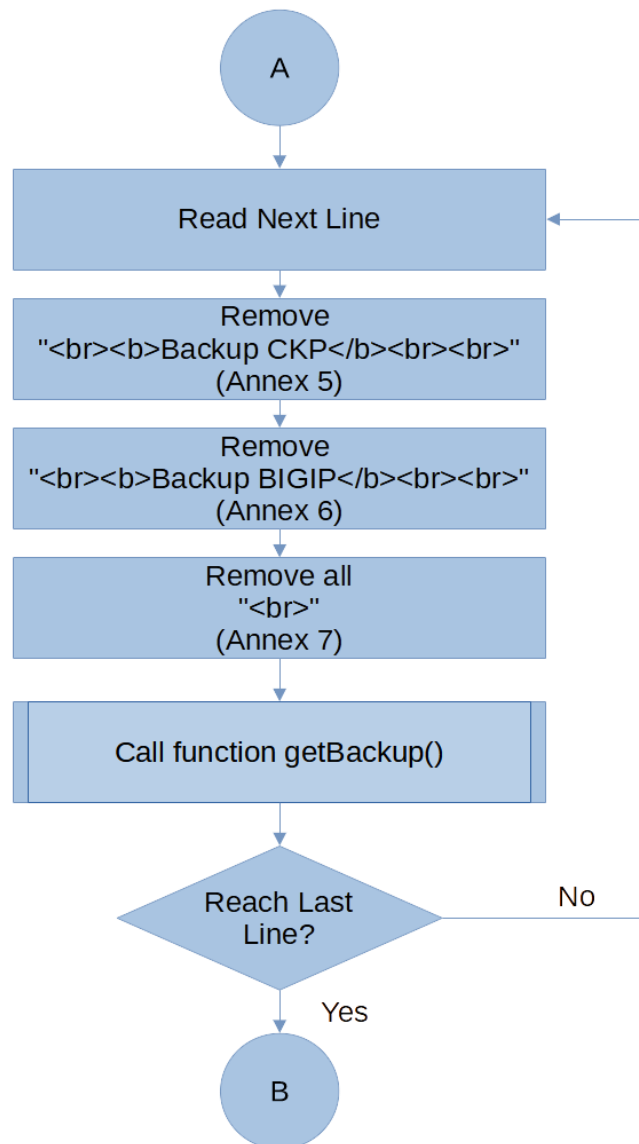 A
Read Next Line
Remove
"<br><b>Backup CKP</b><br><br>"
(Annex 5)
Remove
"<br><b>Backup BIGIP</b><br><br>"
(Annex 6)
Remove all
"<br>"
(Annex 7)
Call function getBackup()
Reach Last
Line?
No
Yes
B